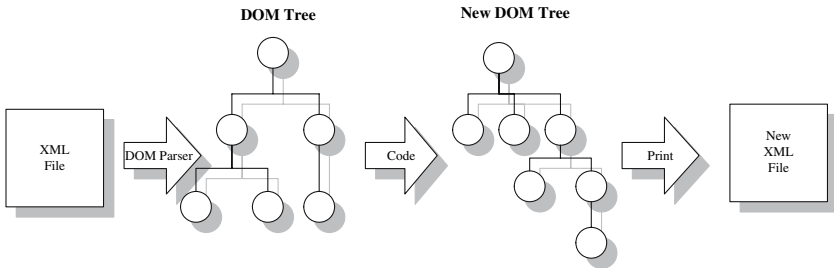 DOM Tree
New DOM Tree
XML
File
DOM Parser
Code
Print
New
XML
File